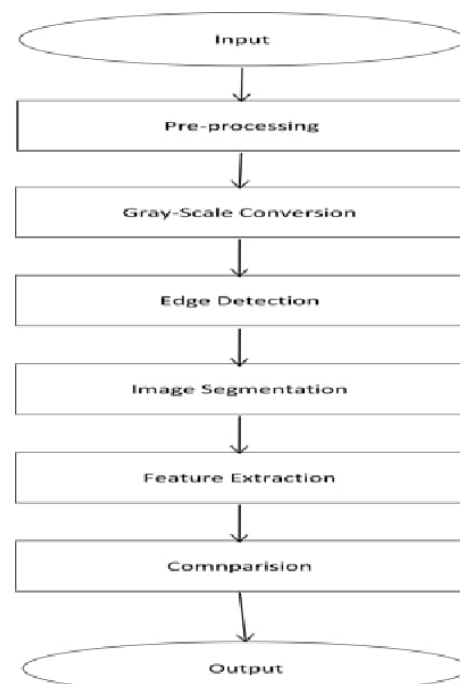 Input
Pre-processing
Gray-Scale Conversion
Edge Detection
Image Segmentation
Feature Extraction
Comnparision
Output